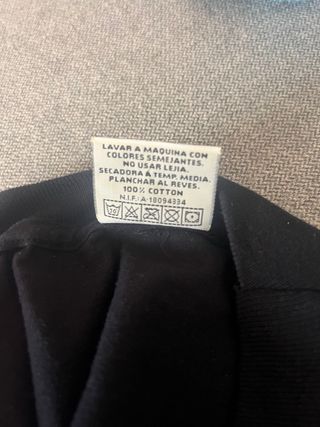 LAVAR A MAQUINA CON
COLORES SEMEJANTES.
NO USAR LEJIA.
SECADORA A TEMP. MEDIA.
PLANCHAR AL REVES.
100% COTTON
N.I.F.: A-18094334